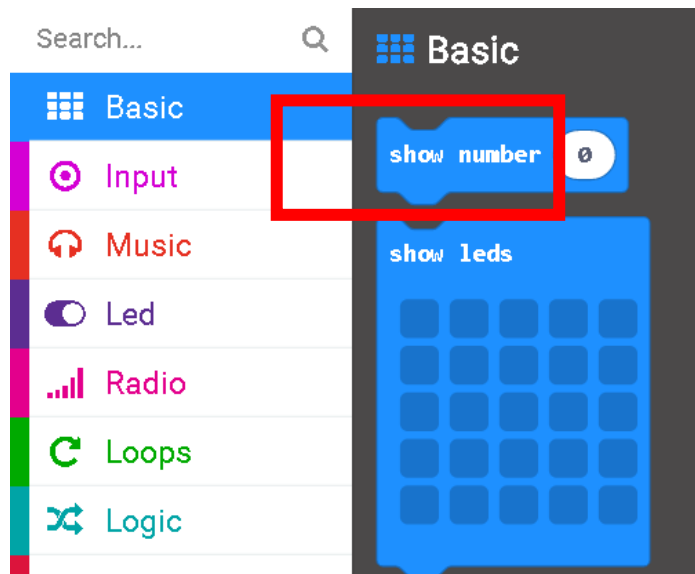 Search...
Basic
Input
Music
Led
Radio
Loops
Logic
Basic
show number 0
show leds